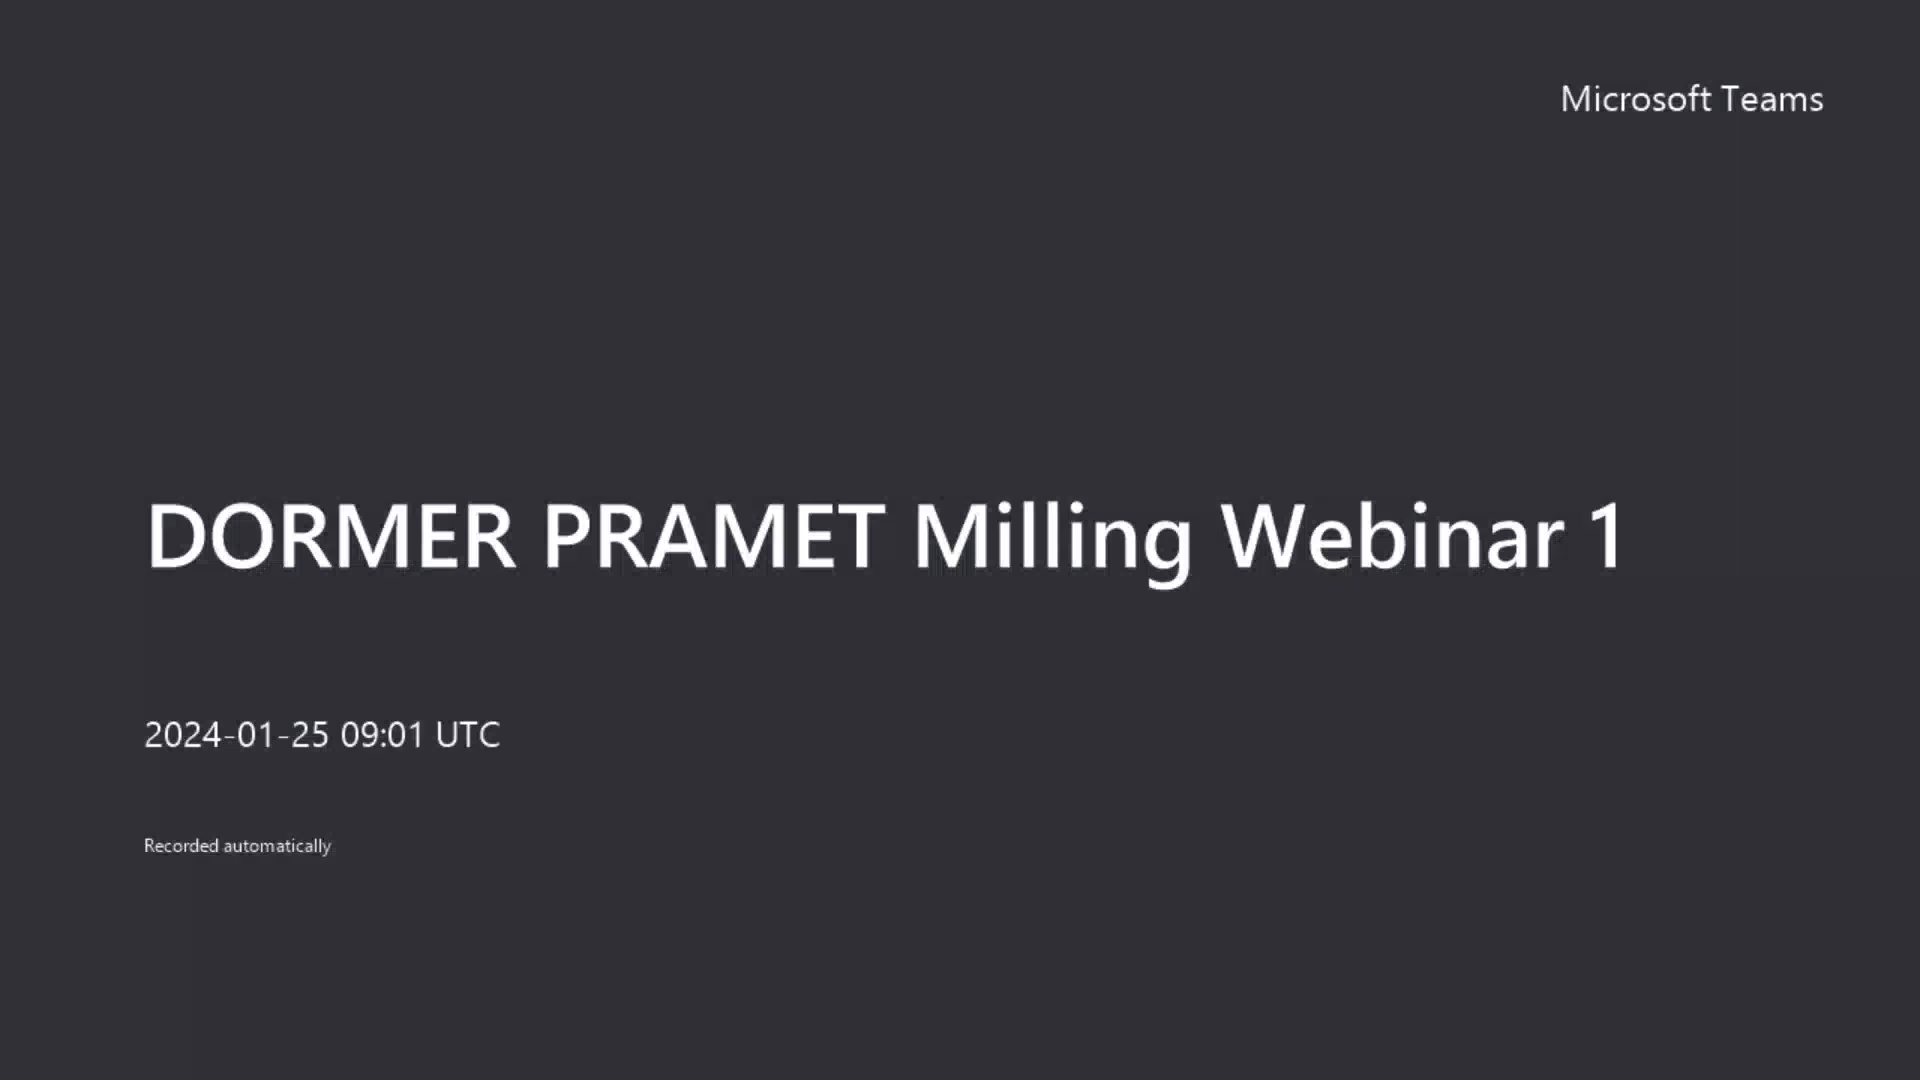 Microsoft Teams
DORMER PRAMET Milling Webinar 1
2024-01-25 09:01 UTC
Recorded automatically